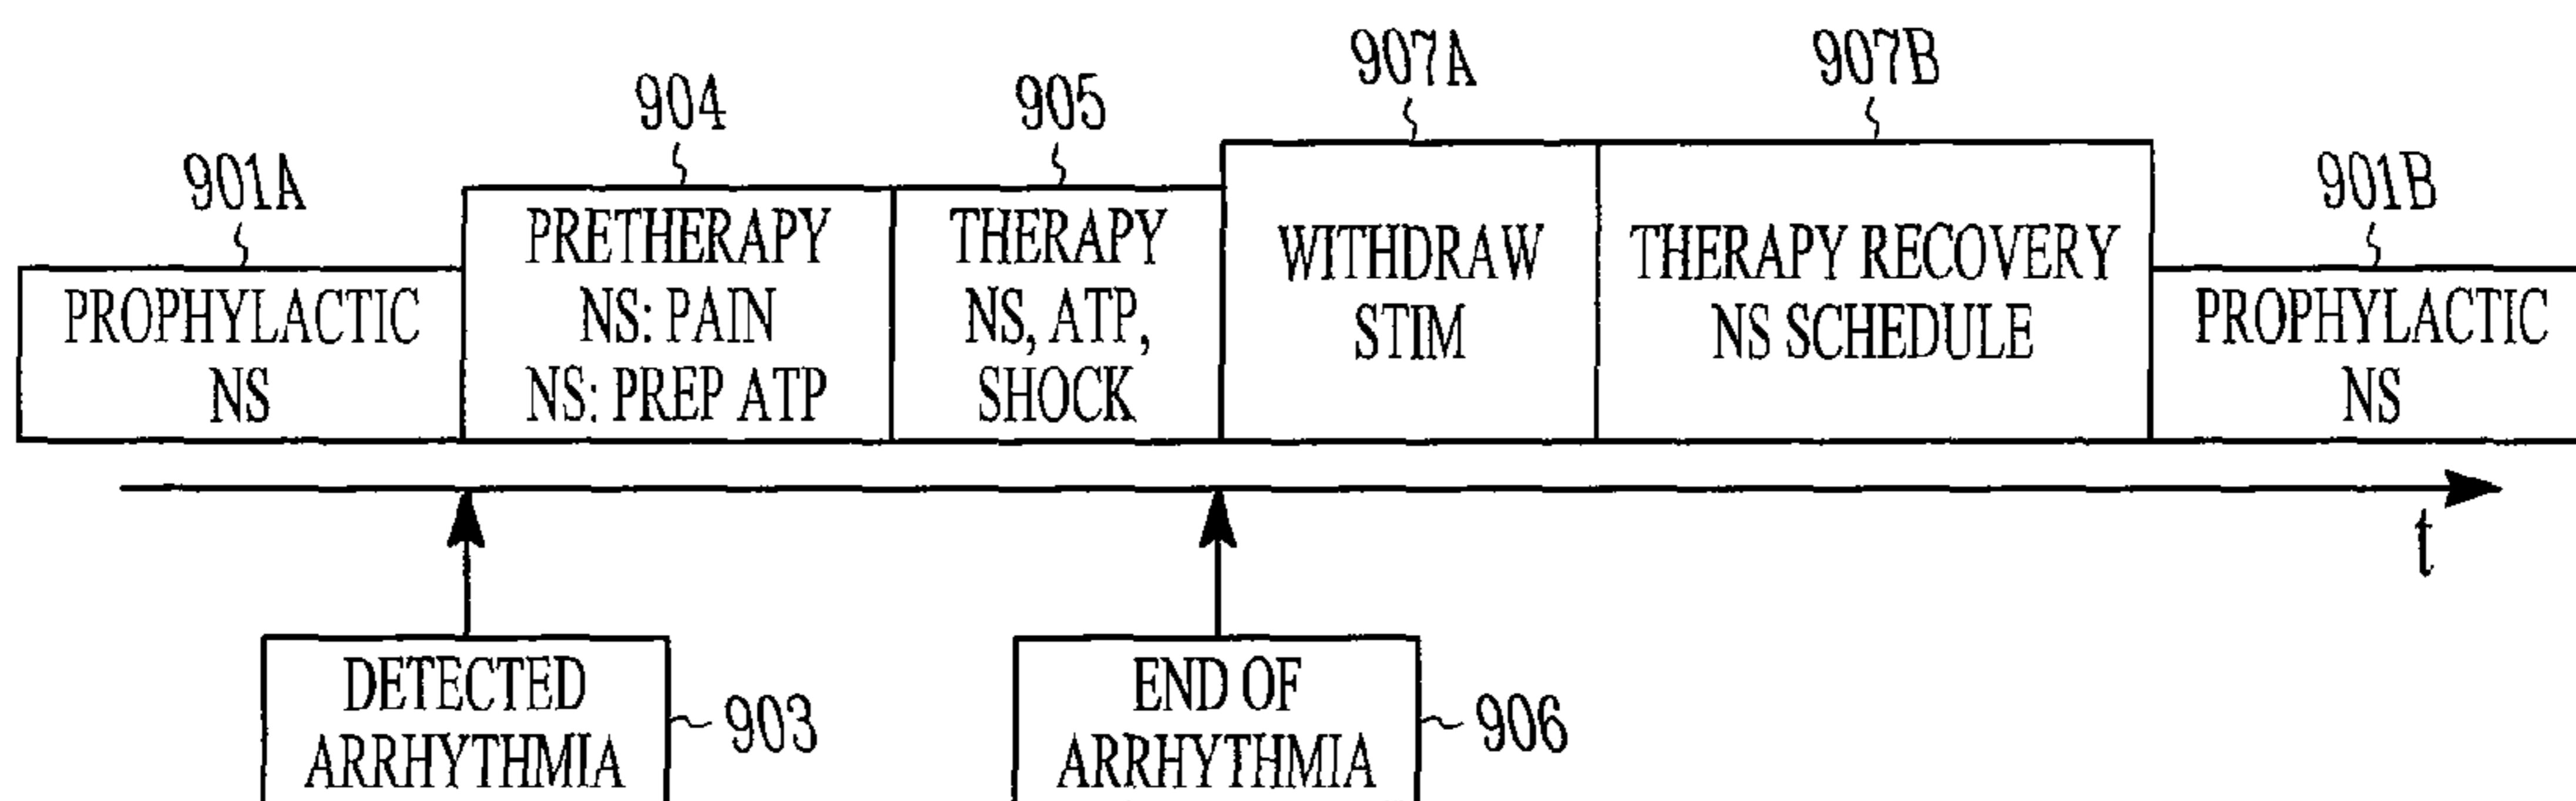 907A
907B
904
905
901A
901B
PRETHERAPY
NS: PAIN
NS: PREP ATP
THERAPY
NS, ATP,
SHOCK
WITHDRAW
STIM
THERAPY RECOVERY
NS SCHEDULE
PROPHYLACTIC
NS
PROPHYLACTIC
NS
t
DETECTED
ARRHYTHMIA
903
END OF
ARRHYTHMIA
906